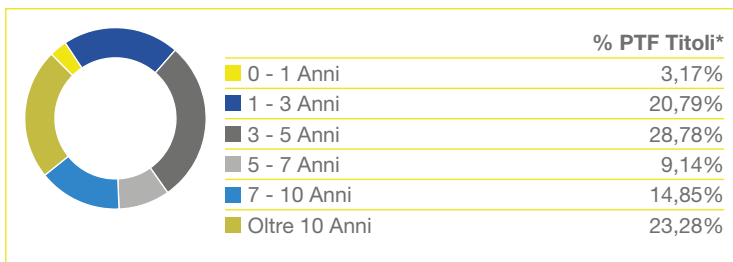 % PTF Titoli*
0 - 1 Anni 3,17%
1 - 3 Anni 20,79%
3 - 5 Anni 28,78%
5 - 7 Anni 9,14%
7 - 10 Anni 14,85%
Oltre 10 Anni 23,28%